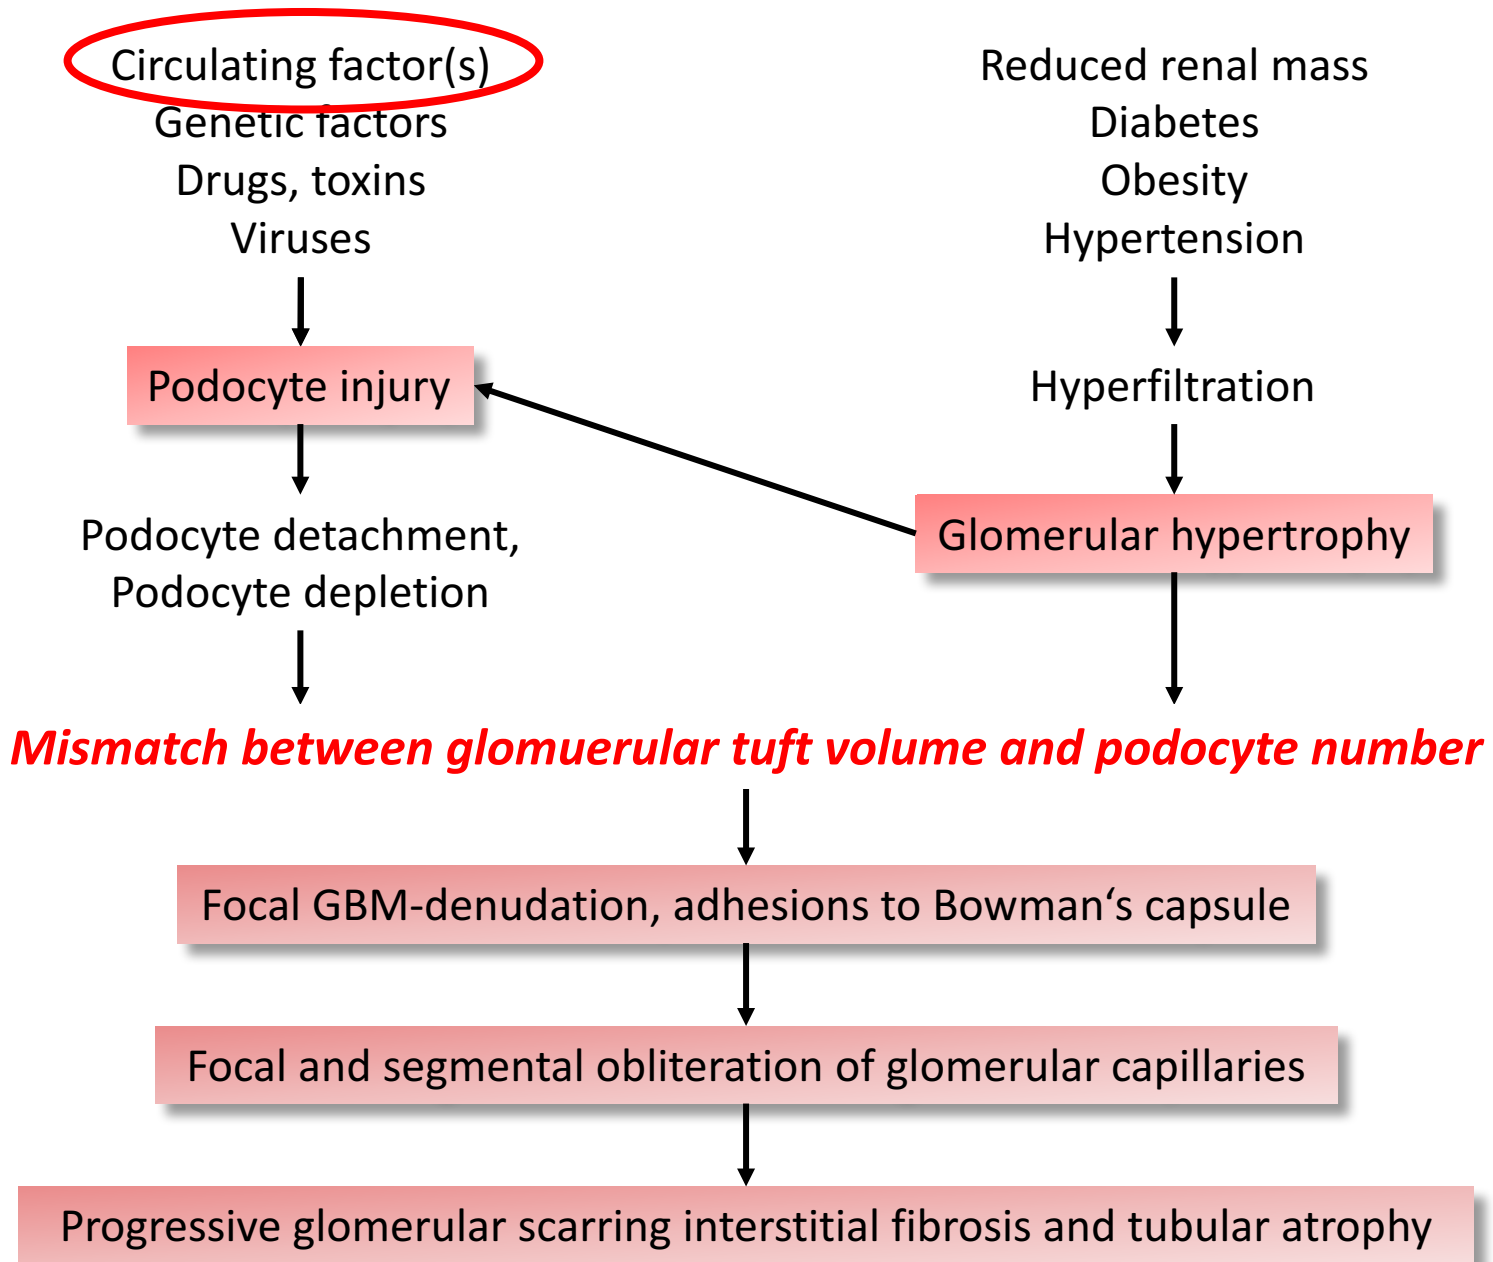 Circulating factor(s)
Genetic factors
Drugs, toxins
Viruses
Reduced renal mass
Diabetes
Obesity
Hypertension
Podocyte injury
Hyperfiltration
Podocyte detachment,
Podocyte depletion
Glomerular hypertrophy
Mismatch between glomuerular tuft volume and podocyte number
Focal GBM-denudation, adhesions to Bowman‘s capsule
Focal and segmental obliteration of glomerular capillaries
Progressive glomerular scarring interstitial fibrosis and tubular atrophy